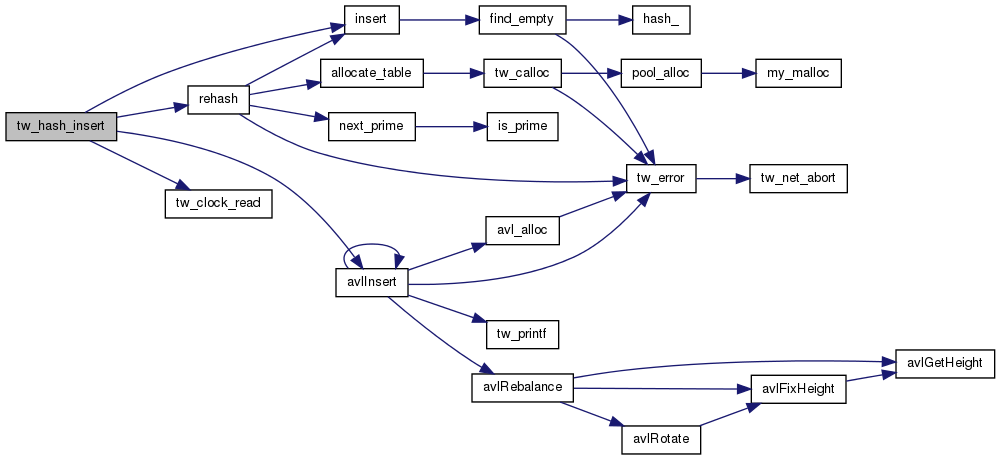 insert
find_empty
hash_
allocate_table
tw_calloc
pool_alloc
my_malloc
rehash
tw_hash_insert
next_prime
is_prime
tw_error
tw_net_abort
tw_clock_read
avl_alloc
avlInsert
tw_printf
avlGetHeight
avlRebalance
avlFixHeight
avlRotate